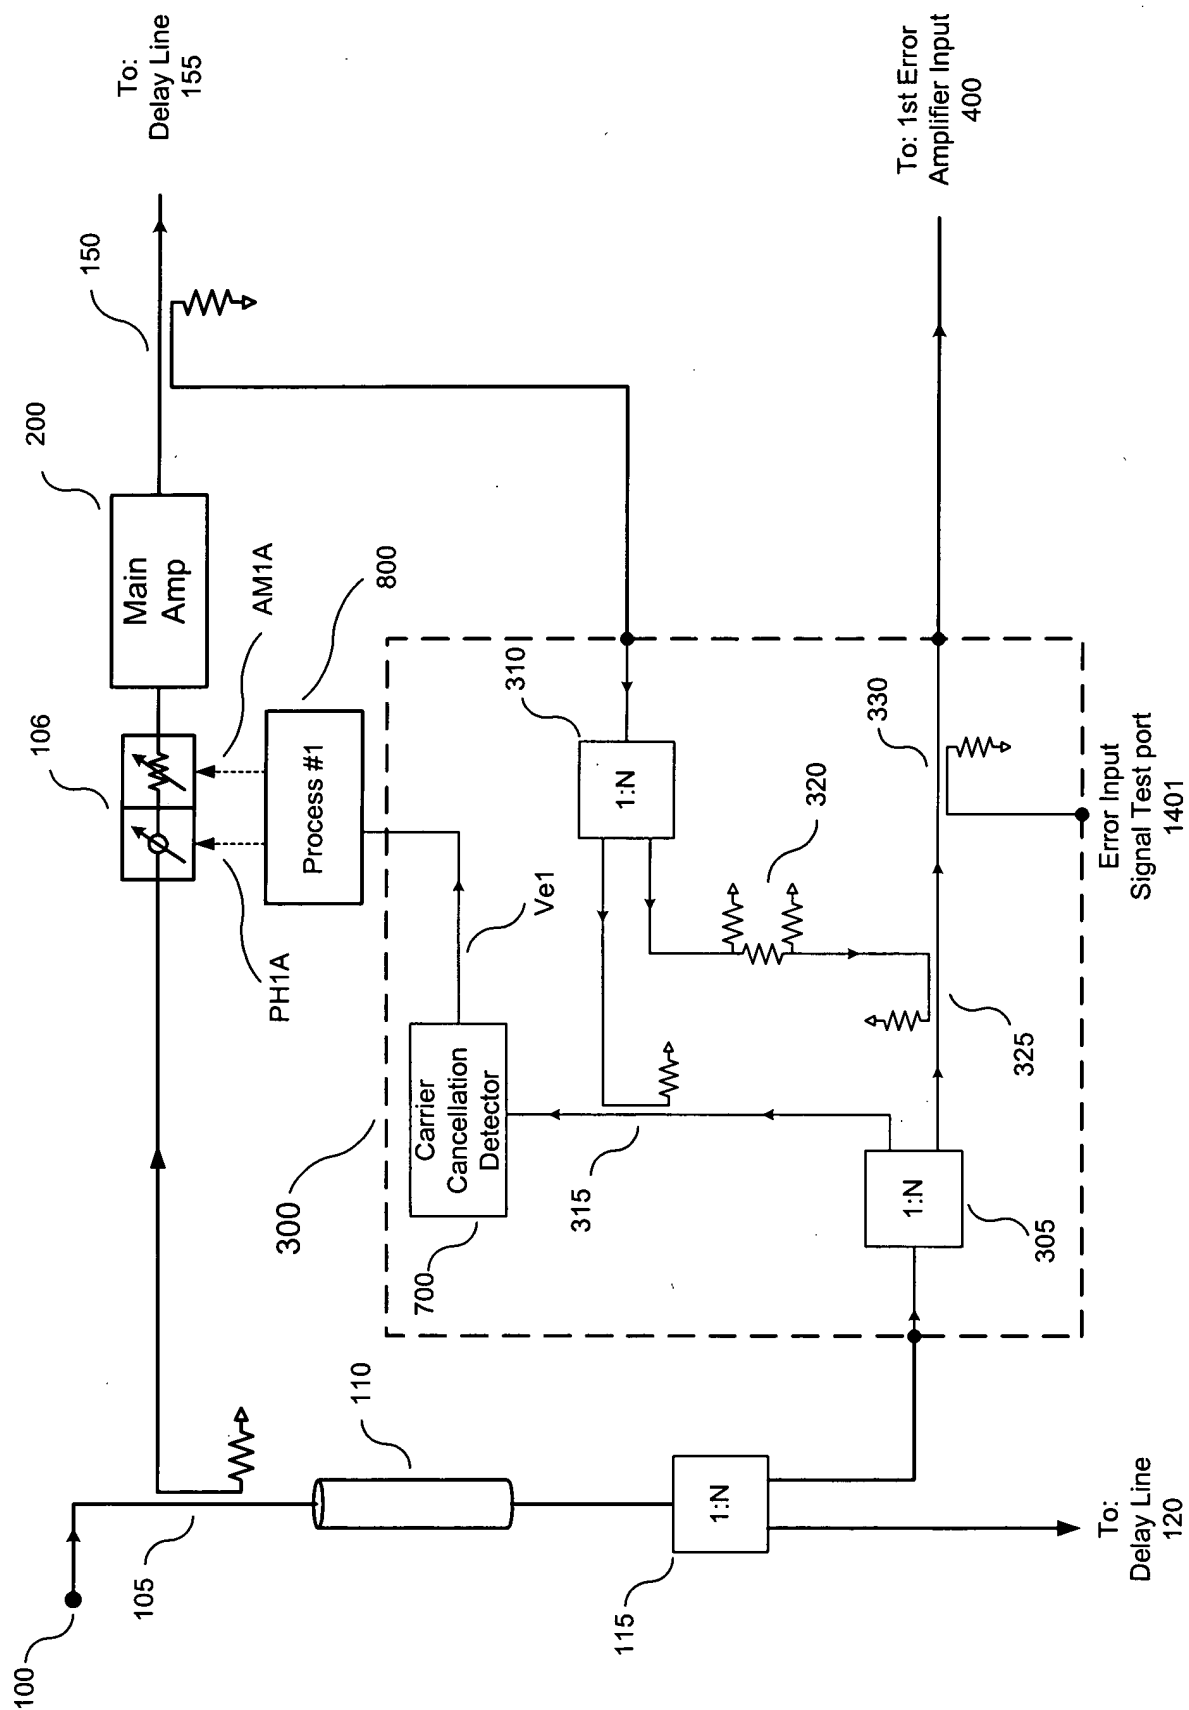 To:
Delay Line
155
150
200
Main
Amp
AM1A
800
106
Process #1
PH1A
Ve1
300
Carrier
Cancellation
Detector
700
310
1:N
320
315
325
330
1:N
305
To: 1st Error
Amplifier Input
400
Error Input
Signal Test port
1401
100
105
110
1:N
115
To:
Delay Line
120